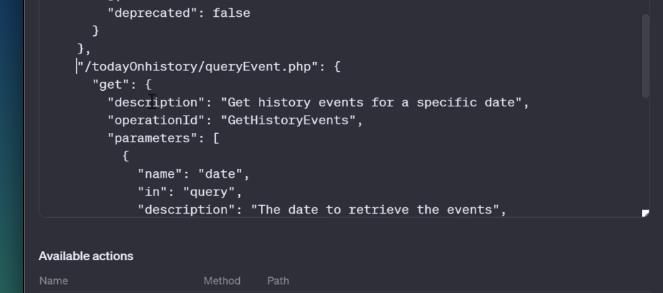 "deprecated": false
}
},
"/todayOnhistory/queryEvent.php": {
"get": {
"description": "Get history events for a specific date",
"operationId": "GetHistoryEvents",
"parameters": [
{
"name": "date",
"in": "query",
"description": "The date to retrieve the events",
Available actions
Name Method Path